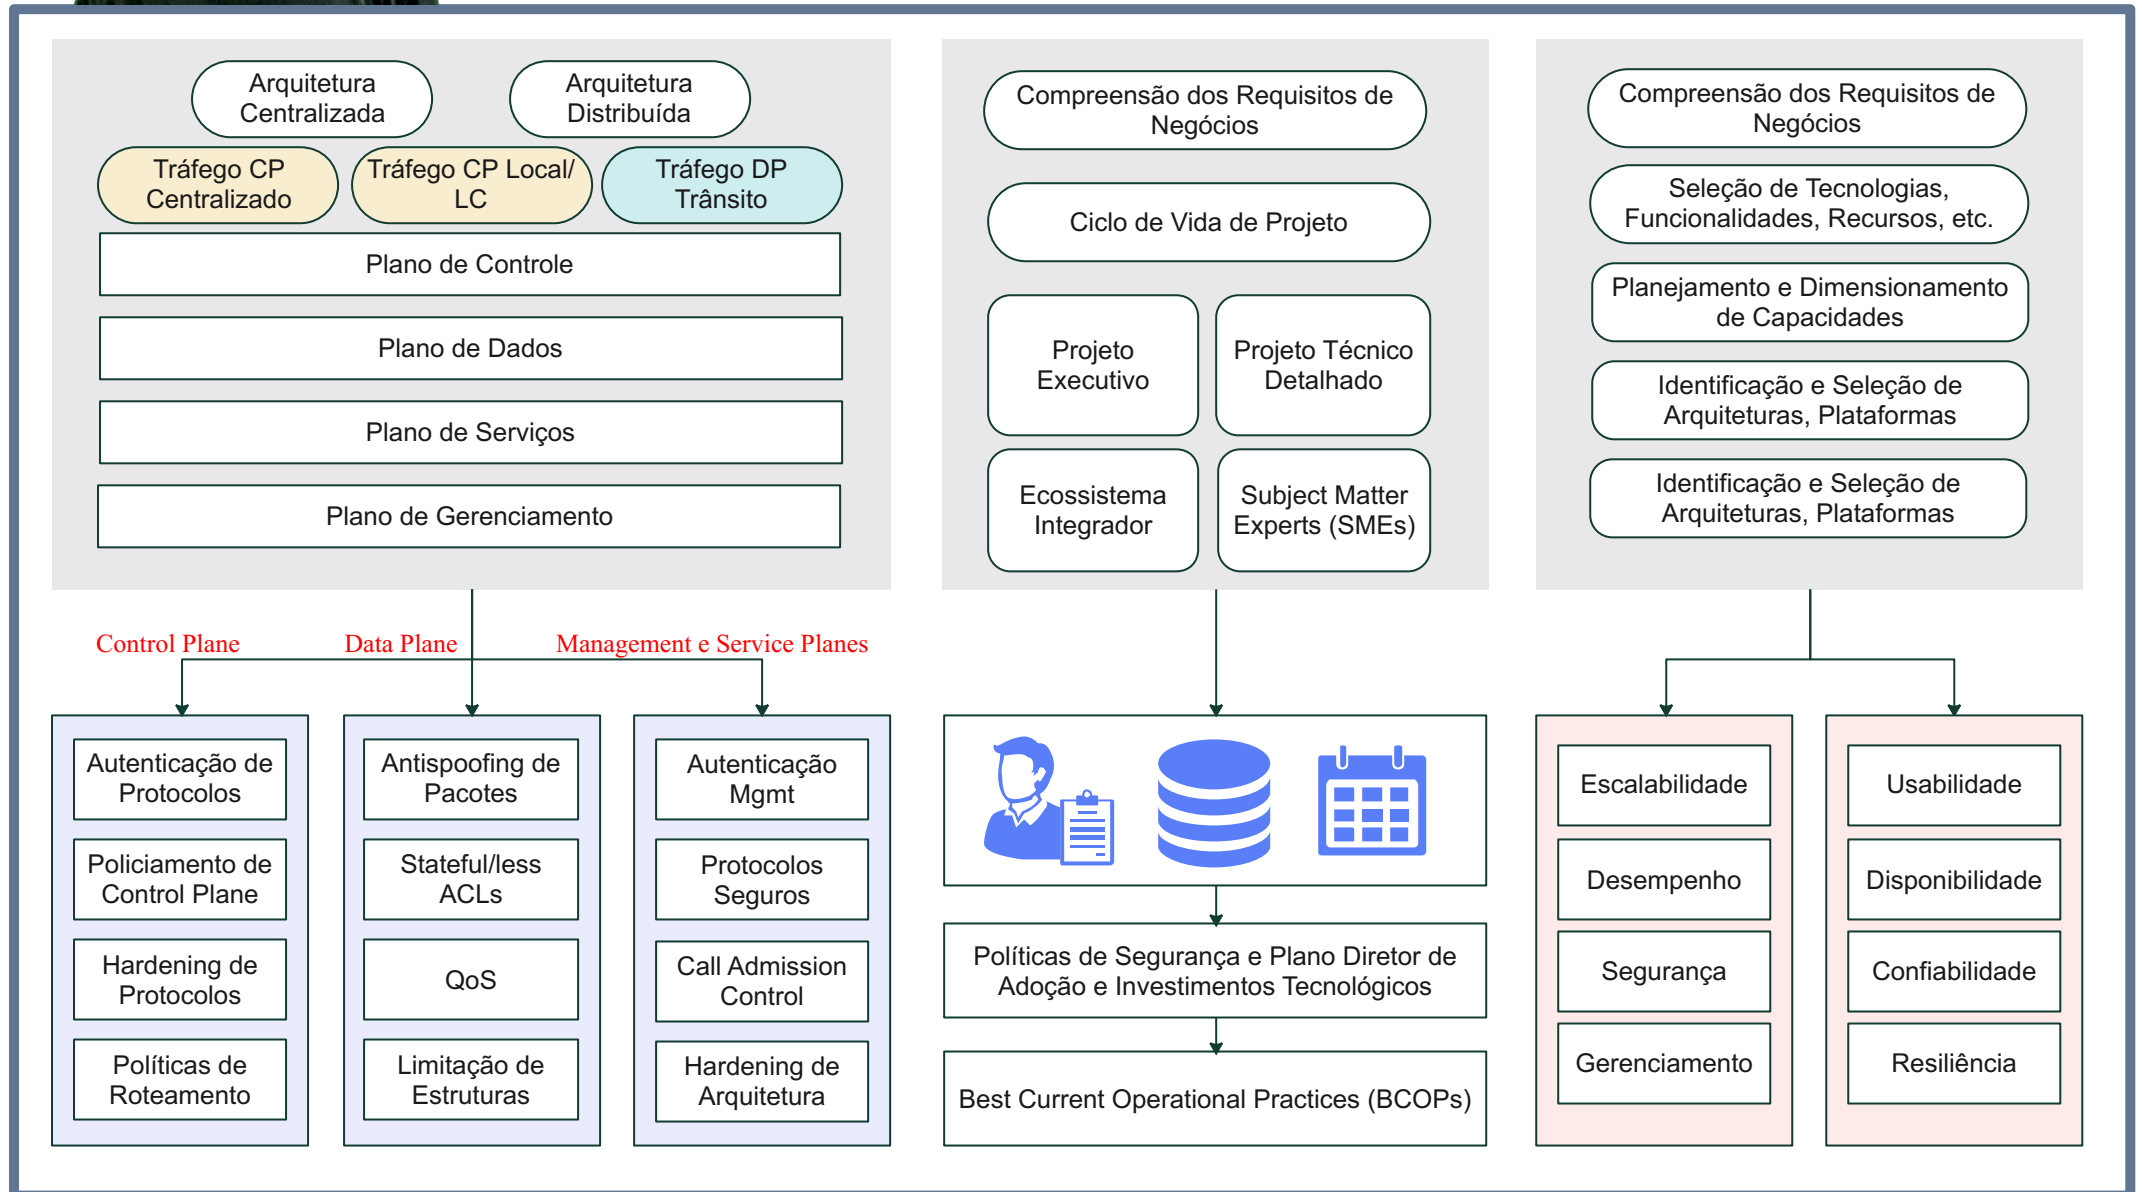 Arquitetura
Centralizada
Arquitetura
Distribuída
Tráfego CP
Centralizado
Tráfego CP Local/
LC
Tráfego DP
Trânsito
Plano de Controle
Plano de Dados
Plano de Serviços
Plano de Gerenciamento
Control Plane
Data Plane
Management e Service Planes
Autenticação de
Protocolos
Policiamento de
Control Plane
Hardening de
Protocolos
Políticas de
Roteamento
Antispoofing de
Pacotes
Stateful/less
ACLs
QoS
Limitação de
Estruturas
Autenticação
Mgmt
Protocolos
Seguros
Call Admission
Control
Hardening de
Arquitetura
Compreensão dos Requisitos de
Negócios
Ciclo de Vida de Projeto
Projeto
Executivo
Projeto Técnico
Detalhado
Ecossistema
Integrador
Subject Matter
Experts (SMEs)
Políticas de Segurança e Plano Diretor de
Adoção e Investimentos Tecnológicos
Best Current Operational Practices (BCOPs)
Compreensão dos Requisitos de
Negócios
Seleção de Tecnologias,
Funcionalidades, Recursos, etc.
Planejamento e Dimensionamento
de Capacidades
Identificação e Seleção de
Arquiteturas, Plataformas
Identificação e Seleção de
Arquiteturas, Plataformas
Escalabilidade
Desempenho
Segurança
Gerenciamento
Usabilidade
Disponibilidade
Confiabilidade
Resiliência